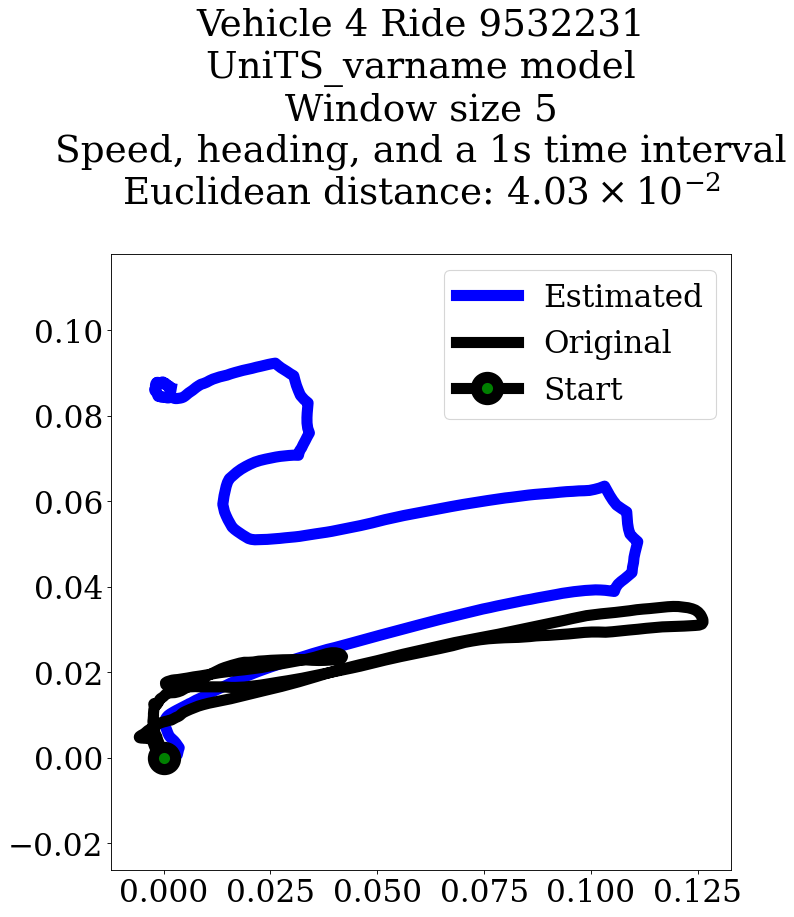 Vehicle 4 Ride 9532231
UniTS_varname model
Window size 5
Speed, heading, and a 1s time interval
Euclidean distance: 4.03 × 10⁻²
Estimated
Original
Start
0.10
0.08
0.06
0.04
0.02
0.00
−0.02
0.000 0.025 0.050 0.075 0.100 0.125